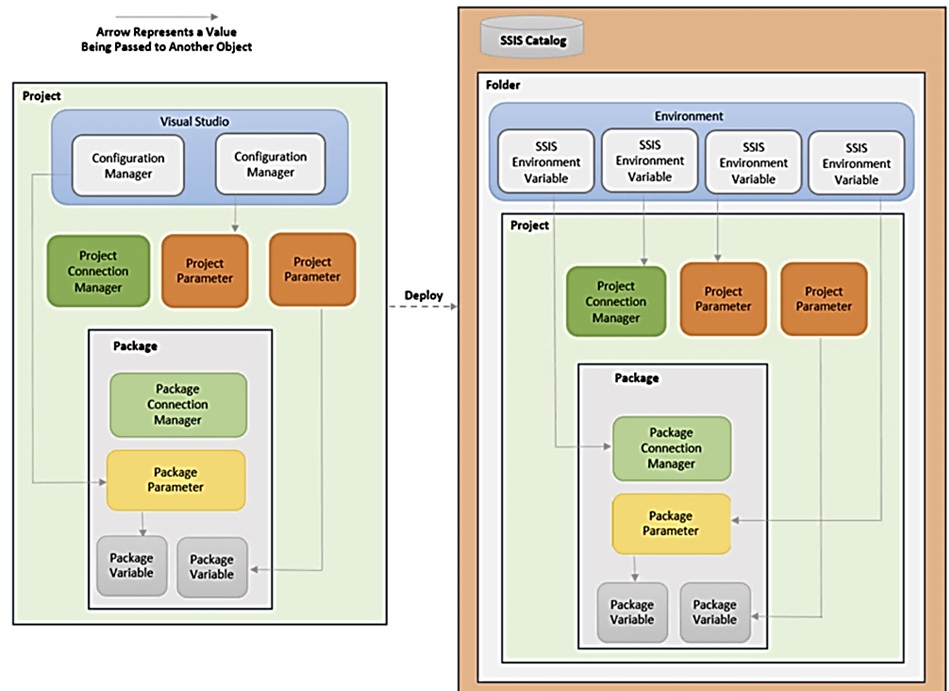 Arrow Represents a Value
Being Passed to Another Object
Project
Visual Studio
Configuration
Manager
Configuration
Manager
Project
Connection
Manager
Project
Parameter
Project
Parameter
Package
Package
Connection
Manager
Package
Parameter
Package
Variable
Package
Variable
Deploy
SSIS Catalog
Folder
Environment
SSIS
Environment
Variable
SSIS
Environment
Variable
SSIS
Environment
Variable
SSIS
Environment
Variable
Project
Project
Connection
Manager
Project
Parameter
Project
Parameter
Package
Package
Connection
Manager
Package
Parameter
Package
Variable
Package
Variable